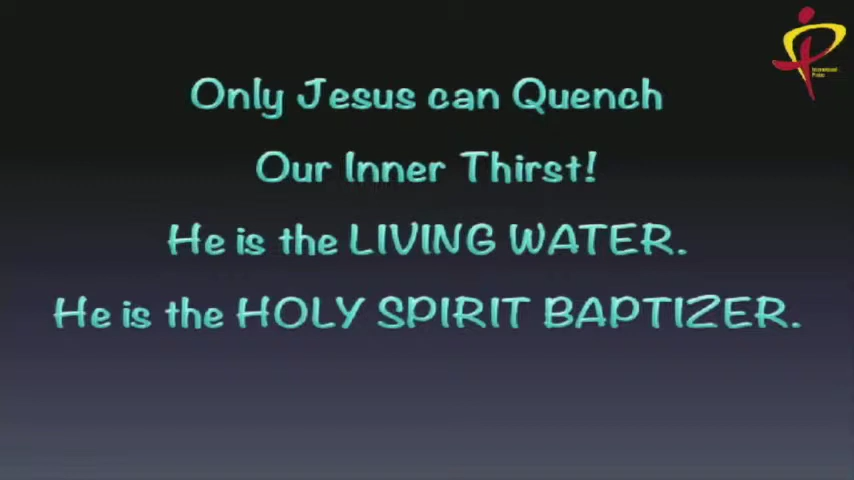 Only Jesus can Quench
Our Inner Thirst!
He is the LIVING WATER.
He is the HOLY SPIRIT BAPTIZER.